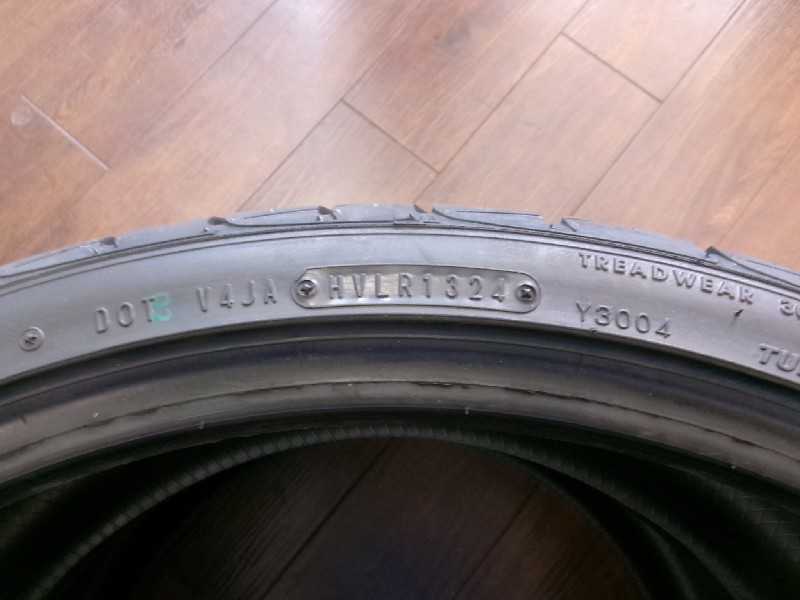 DOT V4JA HVLR1324
TREADWEAR
Y3004